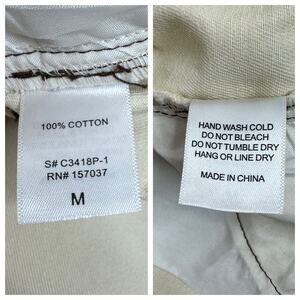 100% COTTON
S# C3418P-1
RN# 157037
M
HAND WASH COLD
DO NOT BLEACH
DO NOT TUMBLE DRY
HANG OR LINE DRY
MADE IN CHINA